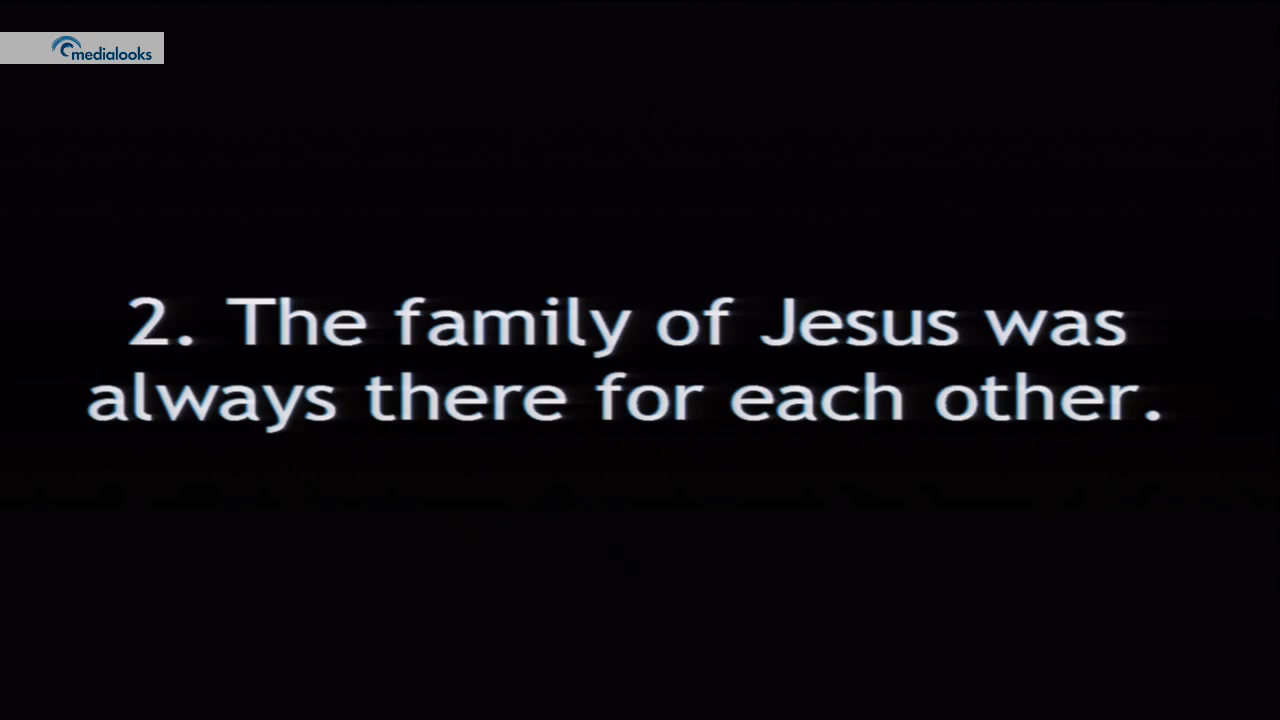 medialooks
2. The family of Jesus was
always there for each other.